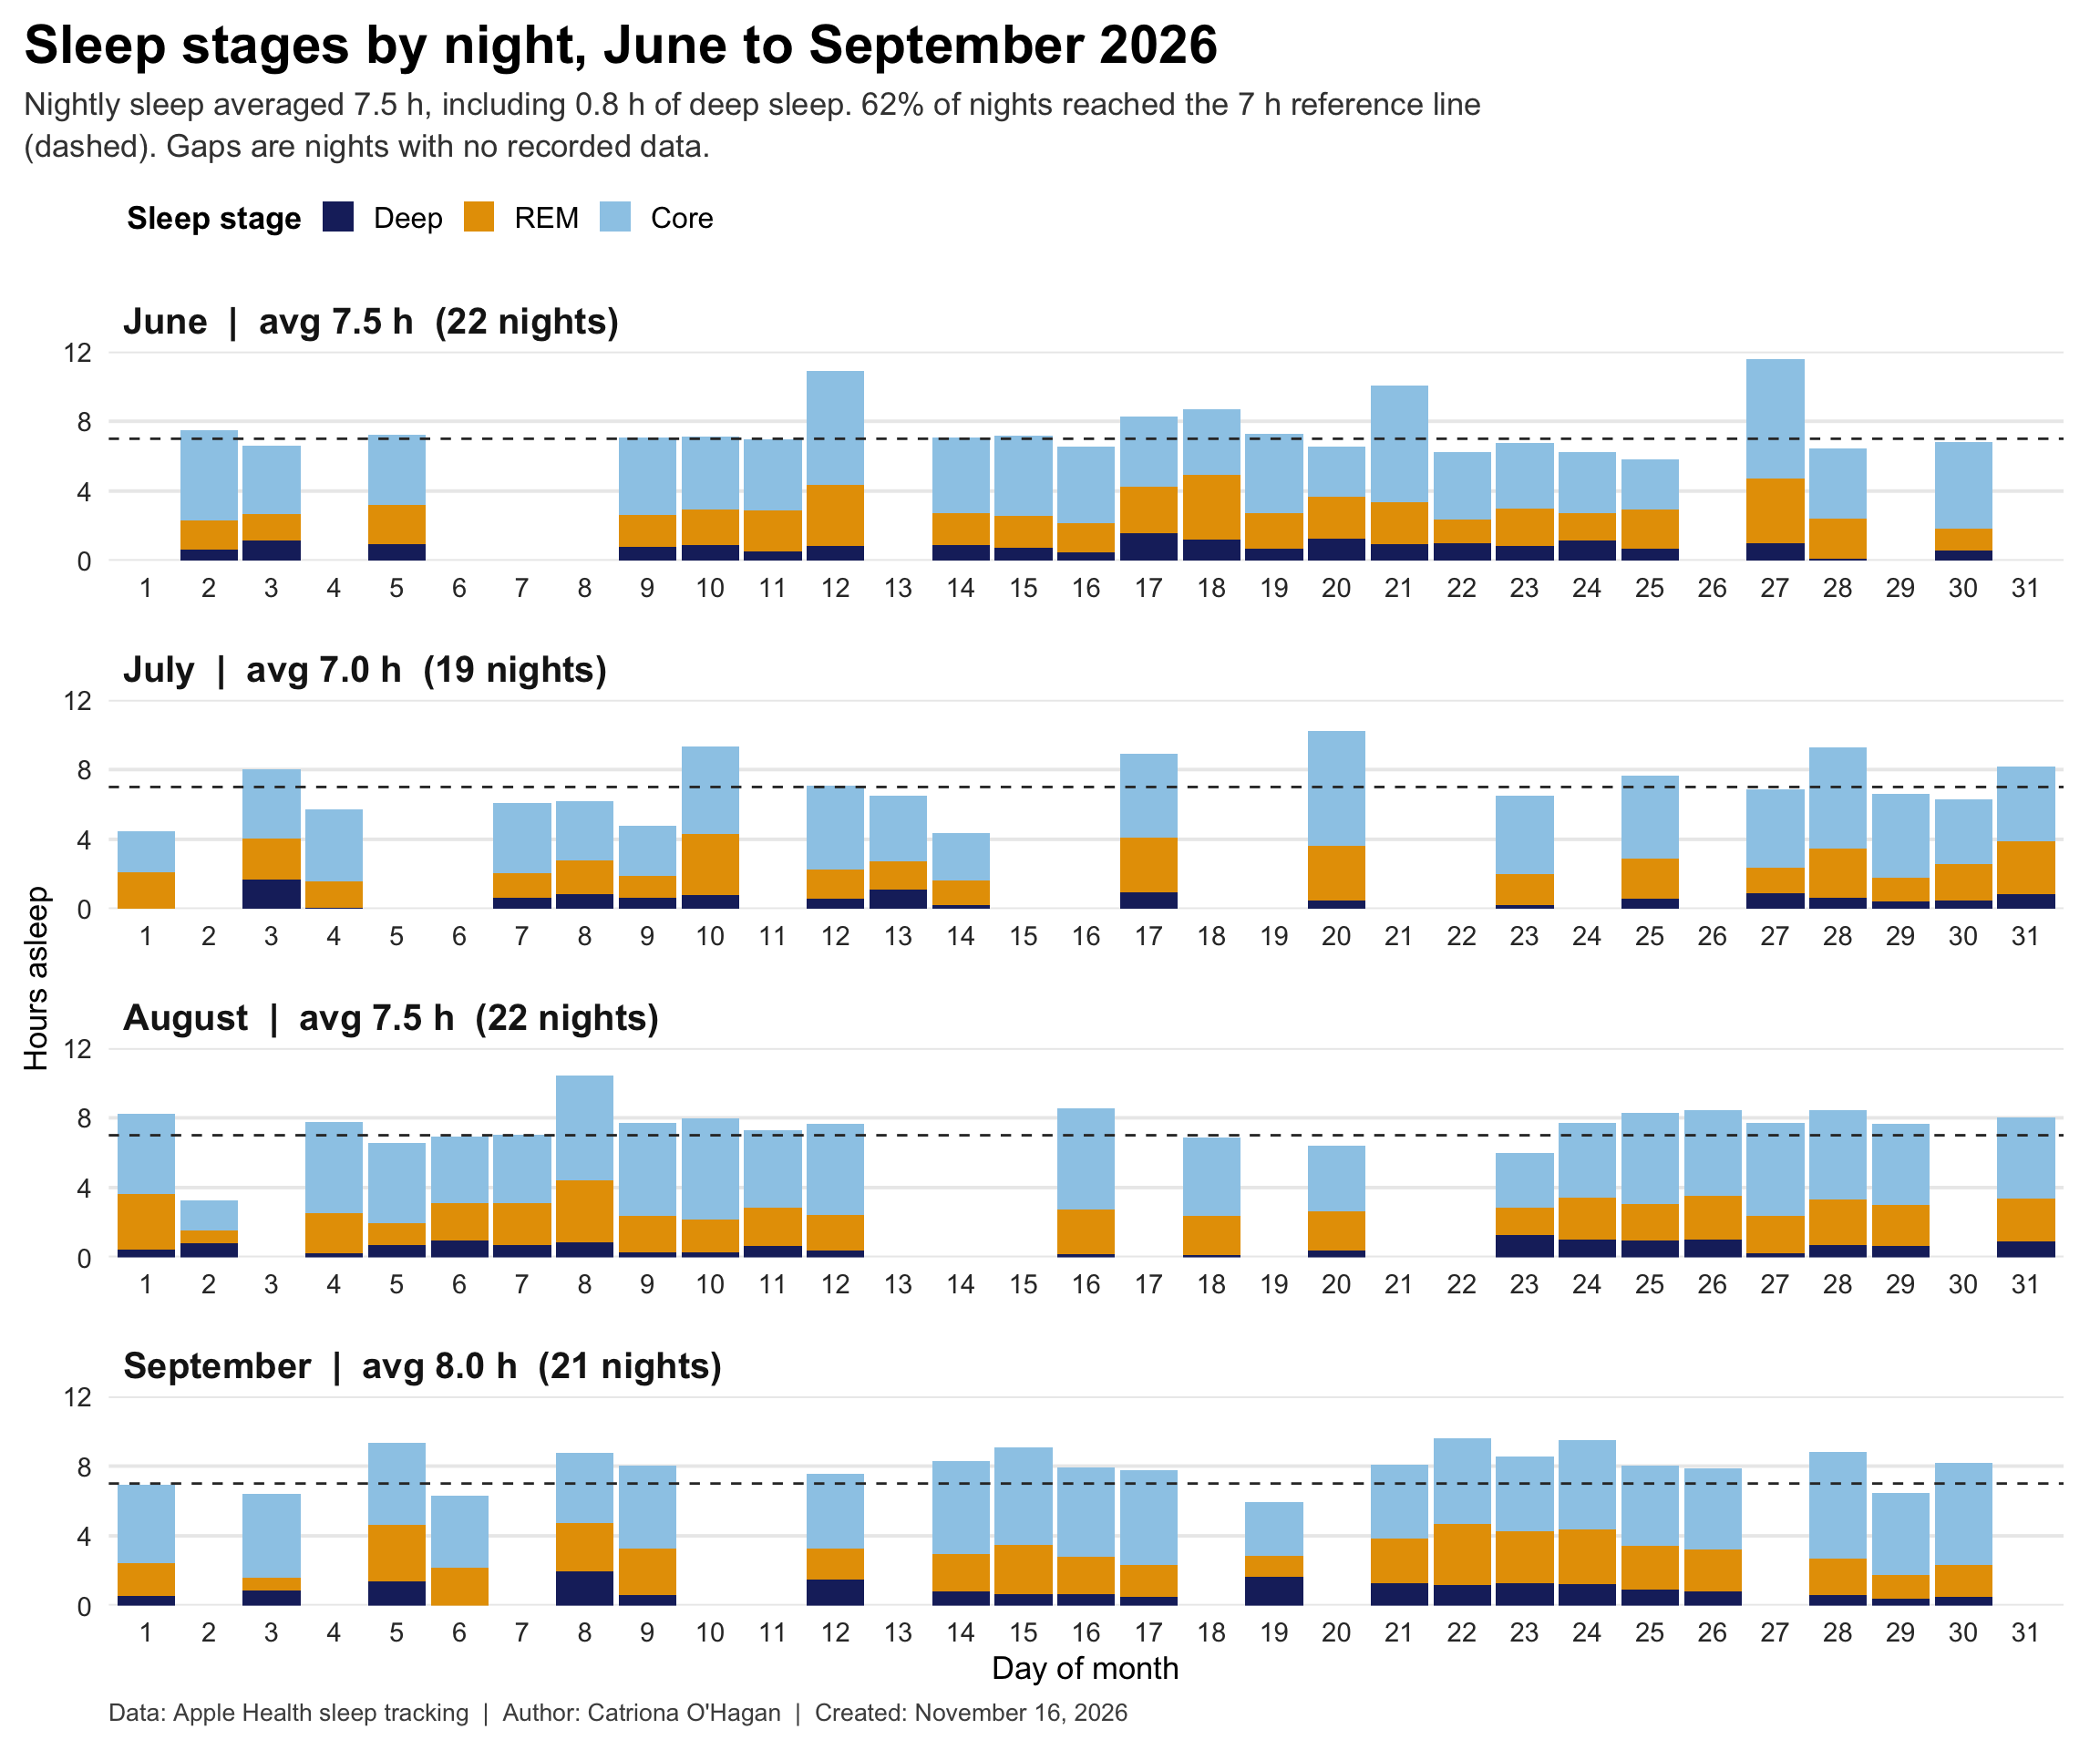 Sleep stages by night, June to September 2026
Nightly sleep averaged 7.5 h, including 0.8 h of deep sleep. 62% of nights reached the 7 h reference line
(dashed). Gaps are nights with no recorded data.
Sleep stage Deep REM Core
June | avg 7.5 h (22 nights)
12
8
4
0
1 2 3 4 5 6 7 8 9 10 11 12 13 14 15 16 17 18 19 20 21 22 23 24 25 26 27 28 29 30 31
July | avg 7.0 h (19 nights)
12
8
4
0
1 2 3 4 5 6 7 8 9 10 11 12 13 14 15 16 17 18 19 20 21 22 23 24 25 26 27 28 29 30 31
Hours asleep
August | avg 7.5 h (22 nights)
12
8
4
0
1 2 3 4 5 6 7 8 9 10 11 12 13 14 15 16 17 18 19 20 21 22 23 24 25 26 27 28 29 30 31
September | avg 8.0 h (21 nights)
12
8
4
0
1 2 3 4 5 6 7 8 9 10 11 12 13 14 15 16 17 18 19 20 21 22 23 24 25 26 27 28 29 30 31
Day of month
Data: Apple Health sleep tracking | Author: Catriona O'Hagan | Created: November 16, 2026